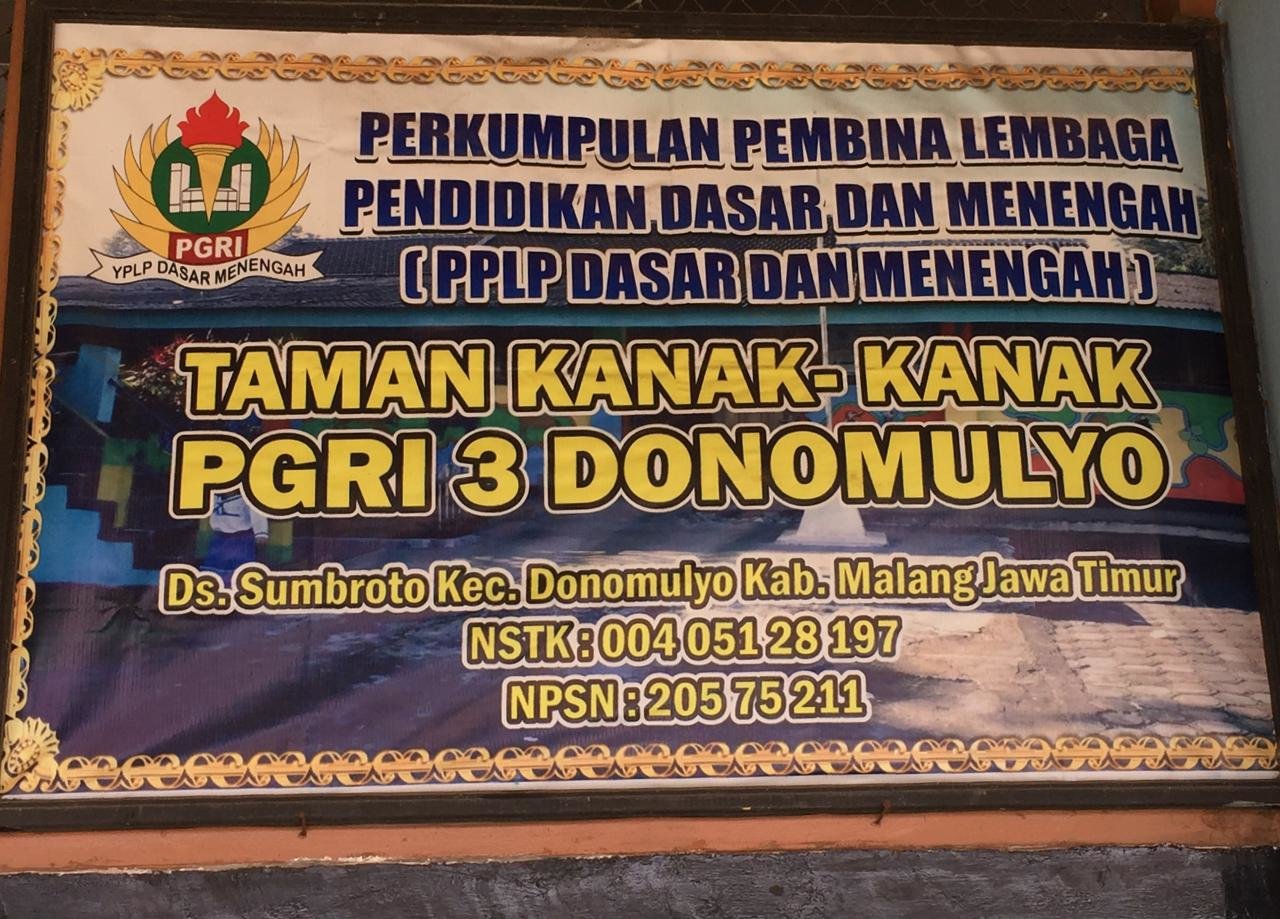 PERKUMPULAN PEMBINA LEMBAGA
PENDIDIKAN DASAR DAN MENENGAH
( PPLP DASAR DAN MENENGAH )
PGRI
YPLP DASAR MENENGAH
TAMAN KANAK- KANAK
PGRI 3 DONOMULYO
Ds. Sumbroto Kec. Donomulyo Kab. Malang Jawa Timur
NSTK : 004 051 28 197
NPSN : 205 75 211